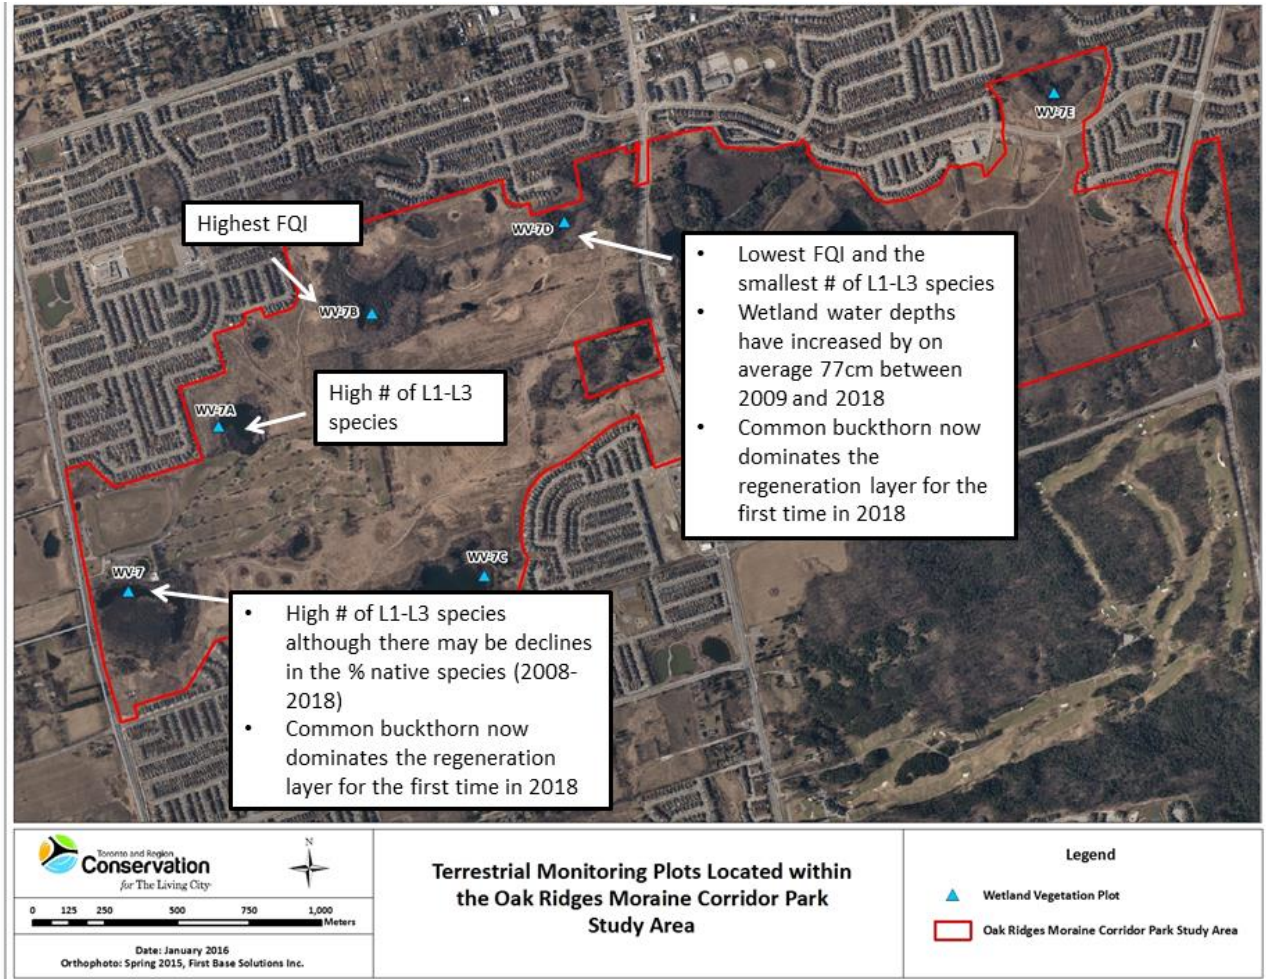 WV-7E
Highest FQI
WV-7D
• Lowest FQI and the
smallest # of L1-L3 species
• Wetland water depths
have increased by on
average 77cm between
2009 and 2018
• Common buckthorn now
dominates the
regeneration layer for the
first time in 2018
WV-7B
High # of L1-L3
species
WV-7A
WV-7C
WV-7
• High # of L1-L3 species
although there may be declines
in the % native species (2008-
2018)
• Common buckthorn now
dominates the regeneration
layer for the first time in 2018
Toronto and Region
Conservation
for The Living City·
N
0 125 250 500 750 1,000
Meters
Date: January 2016
Orthophoto: Spring 2015, First Base Solutions Inc.
Terrestrial Monitoring Plots Located within
the Oak Ridges Moraine Corridor Park
Study Area
Legend
Wetland Vegetation Plot
Oak Ridges Moraine Corridor Park Study Area